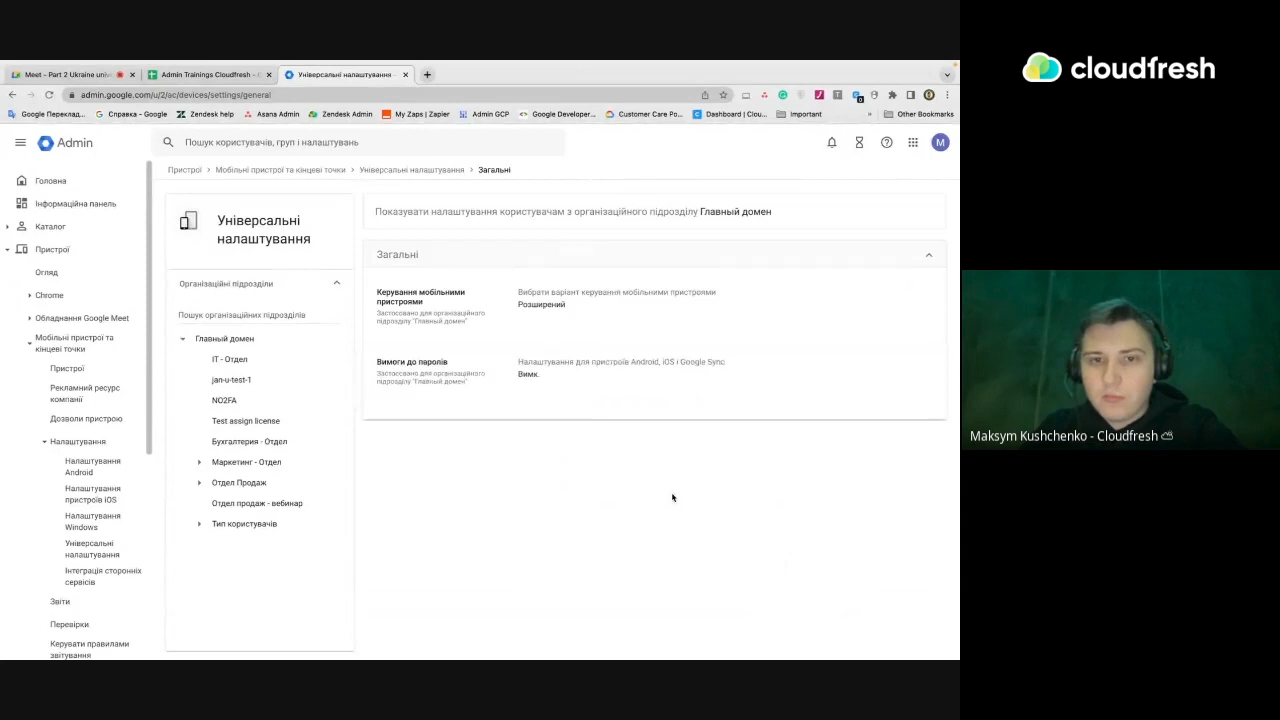 Meet - Part 2 Ukraine univ
Admin Trainings Cloudfresh -
Універсальні налаштування
admin.google.com/u/2/ac/devices/settings/general
Google Переклад...
Справка - Google
Zendesk help
Asana Admin
Zendesk Admin
My Zaps | Zapier
Admin GCP
Google Developer...
Customer Care Po...
Dashboard | Clou...
Important
Other Bookmarks
Admin
Пошук користувачів, груп і налаштувань
M
Пристрої > Мобільні пристрої та кінцеві точки > Універсальні налаштування > Загальні
Головна
Інформаційна панель
Каталог
Пристрої
Огляд
Chrome
Обладнання Google Meet
Мобільні пристрої та
кінцеві точки
Пристрої
Рекламний ресурс
компанії
Дозволи пристрою
Налаштування
Налаштування
Android
Налаштування
пристроїв iOS
Налаштування
Windows
Універсальні
налаштування
Інтеграція сторонніх
сервісів
Звіти
Перевірки
Керувати правилами
звітування
Універсальні
налаштування
Організаційні підрозділи
Пошук організаційних підрозділів
Главный домен
IT - Отдел
jan-u-test-1
NO2FA
Test assign license
Бухгалтерия - Отдел
Маркетинг - Отдел
Отдел Продаж
Отдел продаж - вебинар
Тип користувачів
Показувати налаштування користувачам з організаційного підрозділу Главный домен
Загальні
Керування мобільними
пристроями
Застосовано для організаційного
підрозділу "Главный домен"
Вибрати варіант керування мобільними пристроями
Розширений
Вимоги до паролів
Застосовано для організаційного
підрозділу "Главный домен"
Налаштування для пристроїв Android, iOS і Google Sync
Вимк.
cloudfresh
Maksym Kushchenko - Cloudfresh